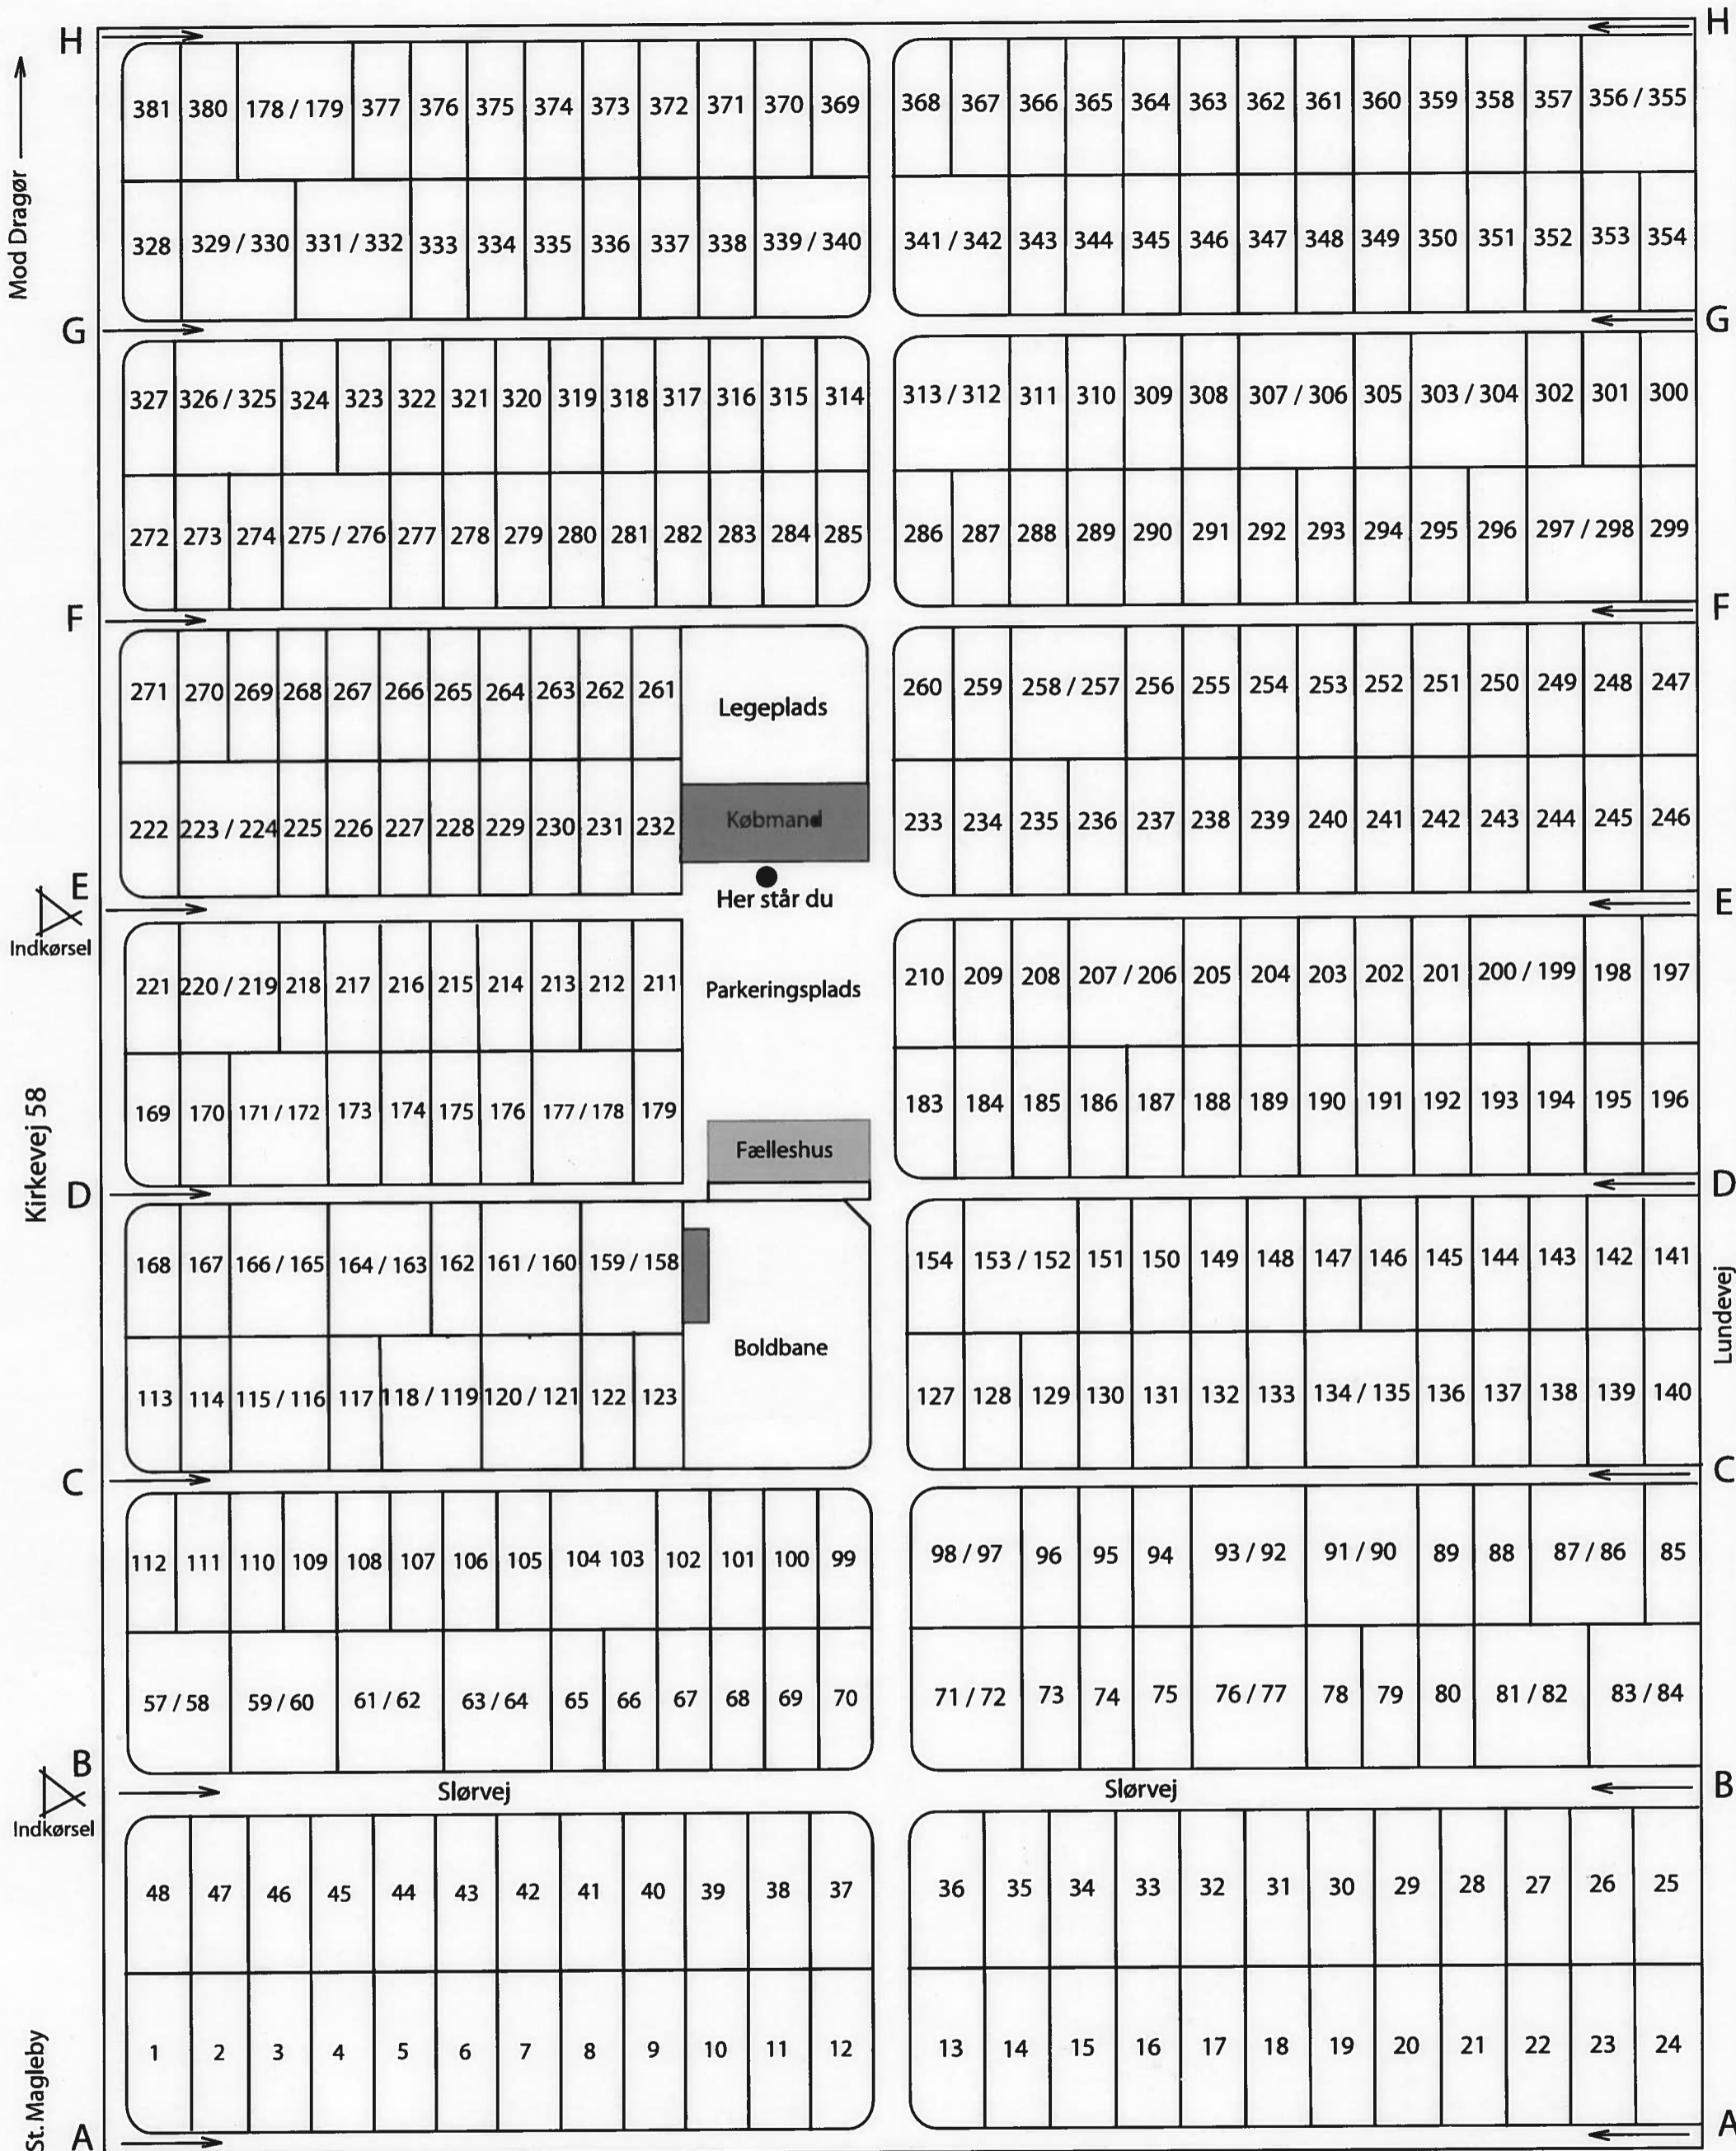 H H
381 380 178 / 179 377 376 375 374 373 372 371 370 369 368 367 366 365 364 363 362 361 360 359 358 357 356 / 355
Mod Dragør
328 329 / 330 331 / 332 333 334 335 336 337 338 339 / 340 341 / 342 343 344 345 346 347 348 349 350 351 352 353 354
G G
327 326 / 325 324 323 322 321 320 319 318 317 316 315 314 313 / 312 311 310 309 308 307 / 306 305 303 / 304 302 301 300
272 273 274 275 / 276 277 278 279 280 281 282 283 284 285 286 287 288 289 290 291 292 293 294 295 296 297 / 298 299
F F
271 270 269 268 267 266 265 264 263 262 261 Legeplads 260 259 258 / 257 256 255 254 253 252 251 250 249 248 247
222 223 / 224 225 226 227 228 229 230 231 232 Købmand 233 234 235 236 237 238 239 240 241 242 243 244 245 246
E Her står du E
Indkørsel
221 220 / 219 218 217 216 215 214 213 212 211 Parkeringsplads 210 209 208 207 / 206 205 204 203 202 201 200 / 199 198 197
Kirkevej 58
169 170 171 / 172 173 174 175 176 177 / 178 179 183 184 185 186 187 188 189 190 191 192 193 194 195 196
Fælleshus
D D
168 167 166 / 165 164 / 163 162 161 / 160 159 / 158 154 153 / 152 151 150 149 148 147 146 145 144 143 142 141
Lundevej
Boldbane
113 114 115 / 116 117 118 / 119 120 / 121 122 123 127 128 129 130 131 132 133 134 / 135 136 137 138 139 140
C C
112 111 110 109 108 107 106 105 104 103 102 101 100 99 98 / 97 96 95 94 93 / 92 91 / 90 89 88 87 / 86 85
57 / 58 59 / 60 61 / 62 63 / 64 65 66 67 68 69 70 71 / 72 73 74 75 76 / 77 78 79 80 81 / 82 83 / 84
B Slørvej Slørvej B
Indkørsel
48 47 46 45 44 43 42 41 40 39 38 37 36 35 34 33 32 31 30 29 28 27 26 25
1 2 3 4 5 6 7 8 9 10 11 12 13 14 15 16 17 18 19 20 21 22 23 24
St. Magleby
A A